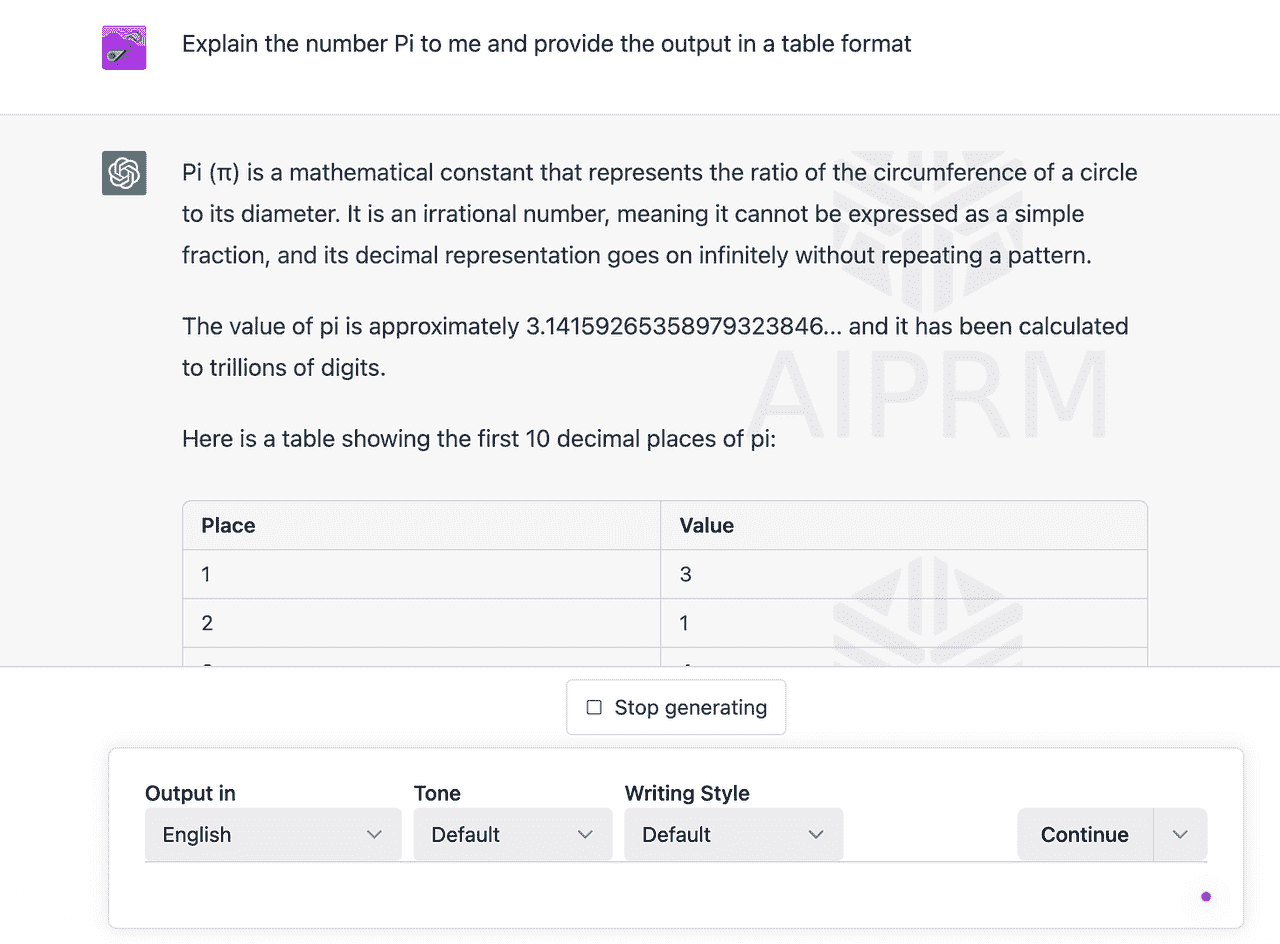 Explain the number Pi to me and provide the output in a table format
Pi (π) is a mathematical constant that represents the ratio of the circumference of a circle
to its diameter. It is an irrational number, meaning it cannot be expressed as a simple
fraction, and its decimal representation goes on infinitely without repeating a pattern.
The value of pi is approximately 3.14159265358979323846... and it has been calculated
to trillions of digits.
AIPRM
Here is a table showing the first 10 decimal places of pi:
Place Value
1 3
2 1
Stop generating
Output in Tone Writing Style
English Default Default Continue